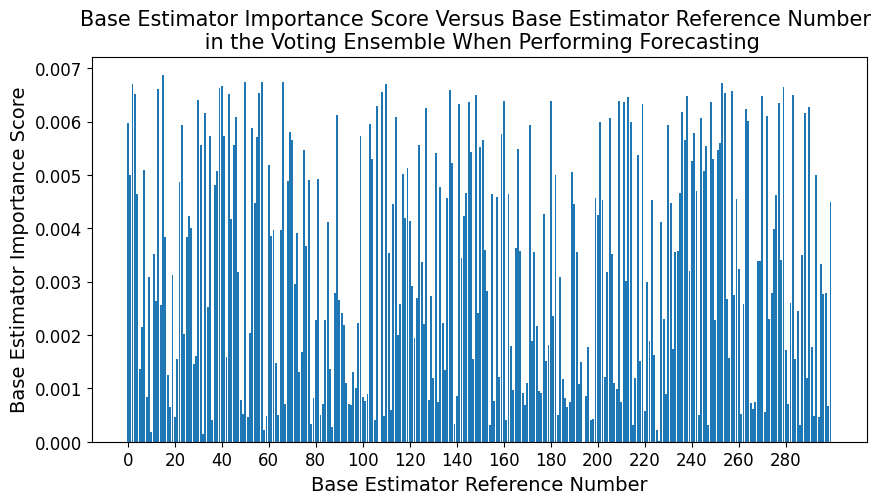 Base Estimator Importance Score Versus Base Estimator Reference Number
in the Voting Ensemble When Performing Forecasting
Base Estimator Importance Score
0.007
0.006
0.005
0.004
0.003
0.002
0.001
0.000
0 20 40 60 80 100 120 140 160 180 200 220 240 260 280
Base Estimator Reference Number